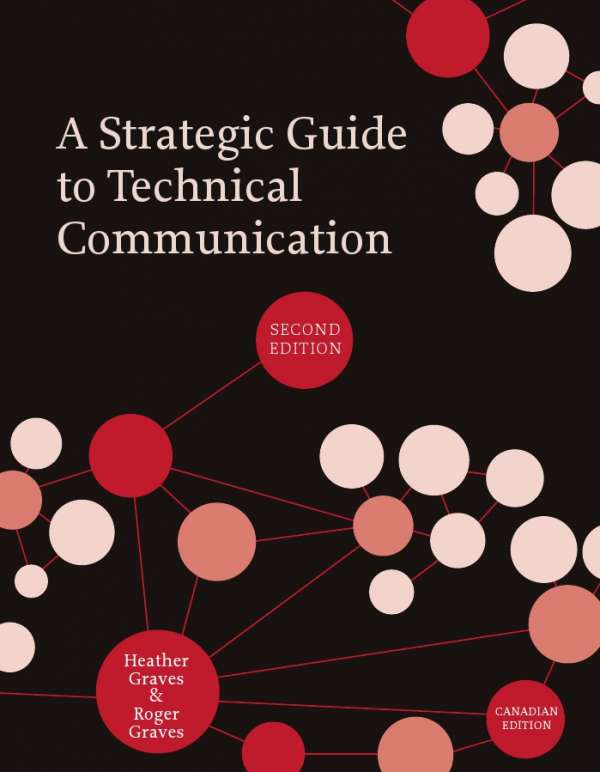 A Strategic Guide
to Technical
Communication
SECOND
EDITION
Heather
Graves
&
Roger
Graves
CANADIAN
EDITION